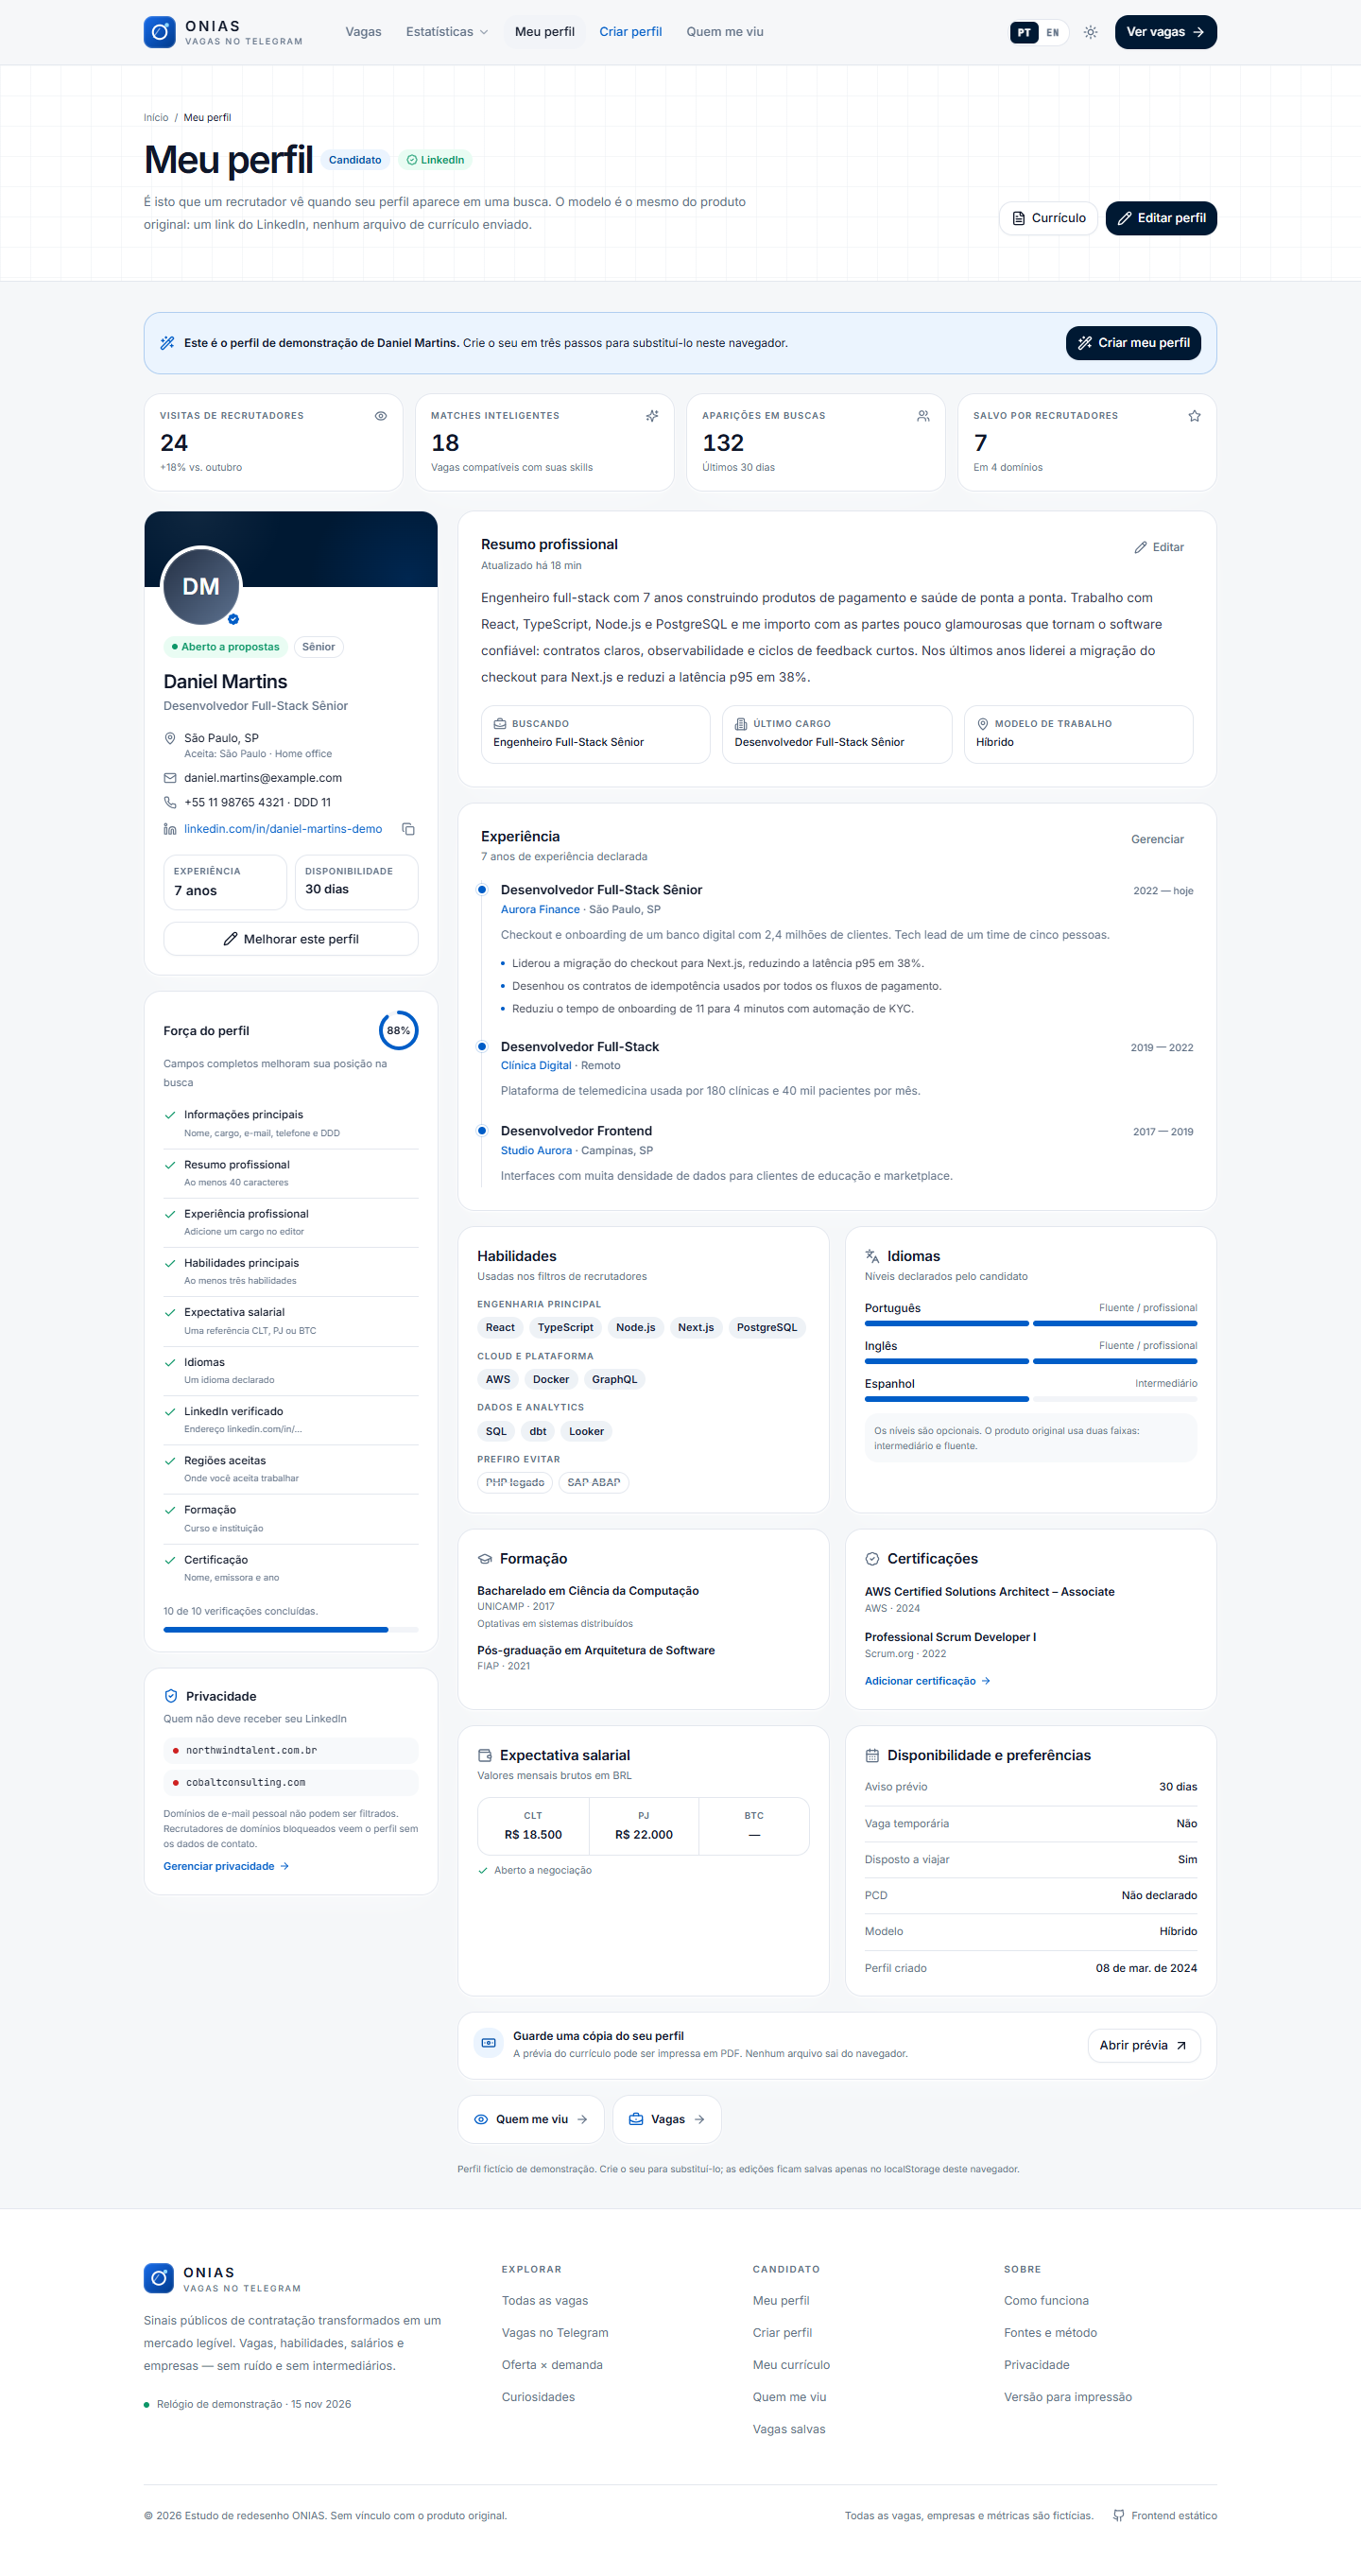 ONIAS
VAGAS NO TELEGRAM
Vagas
Estatísticas
Meu perfil
Criar perfil
Quem me viu
PT
EN
Ver vagas
Início / Meu perfil
Meu perfil
Candidato
LinkedIn
É isto que um recrutador vê quando seu perfil aparece em uma busca. O modelo é o mesmo do produto
original: um link do LinkedIn, nenhum arquivo de currículo enviado.
Currículo
Editar perfil
Este é o perfil de demonstração de Daniel Martins. Crie o seu em três passos para substituí-lo neste navegador.
Criar meu perfil
VISITAS DE RECRUTADORES
24
+18% vs. outubro
MATCHES INTELIGENTES
18
Vagas compatíveis com suas skills
APARIÇÕES EM BUSCAS
132
Últimos 30 dias
SALVO POR RECRUTADORES
7
Em 4 domínios
DM
Aberto a propostas
Sênior
Daniel Martins
Desenvolvedor Full-Stack Sênior
São Paulo, SP
Aceita: São Paulo · Home office
daniel.martins@example.com
+55 11 98765 4321 · DDD 11
linkedin.com/in/daniel-martins-demo
EXPERIÊNCIA
7 anos
DISPONIBILIDADE
30 dias
Melhorar este perfil
Força do perfil
88%
Campos completos melhoram sua posição na
busca
Informações principais
Nome, cargo, e-mail, telefone e DDD
Resumo profissional
Ao menos 40 caracteres
Experiência profissional
Adicione um cargo no editor
Habilidades principais
Ao menos três habilidades
Expectativa salarial
Uma referência CLT, PJ ou BTC
Idiomas
Um idioma declarado
LinkedIn verificado
Endereço linkedin.com/in/...
Regiões aceitas
Onde você aceita trabalhar
Formação
Curso e instituição
Certificação
Nome, emissora e ano
10 de 10 verificações concluídas.
Privacidade
Quem não deve receber seu LinkedIn
northwindtalent.com.br
cobaltconsulting.com
Domínios de e-mail pessoal não podem ser filtrados.
Recrutadores de domínios bloqueados veem o perfil sem
os dados de contato.
Gerenciar privacidade
Resumo profissional
Atualizado há 18 min
Editar
Engenheiro full-stack com 7 anos construindo produtos de pagamento e saúde de ponta a ponta. Trabalho com
React, TypeScript, Node.js e PostgreSQL e me importo com as partes pouco glamourosas que tornam o software
confiável: contratos claros, observabilidade e ciclos de feedback curtos. Nos últimos anos liderei a migração do
checkout para Next.js e reduzi a latência p95 em 38%.
BUSCANDO
Engenheiro Full-Stack Sênior
ÚLTIMO CARGO
Desenvolvedor Full-Stack Sênior
MODELO DE TRABALHO
Híbrido
Experiência
7 anos de experiência declarada
Gerenciar
Desenvolvedor Full-Stack Sênior
2022 — hoje
Aurora Finance · São Paulo, SP
Checkout e onboarding de um banco digital com 2,4 milhões de clientes. Tech lead de um time de cinco pessoas.
Liderou a migração do checkout para Next.js, reduzindo a latência p95 em 38%.
Desenhou os contratos de idempotência usados por todos os fluxos de pagamento.
Reduziu o tempo de onboarding de 11 para 4 minutos com automação de KYC.
Desenvolvedor Full-Stack
2019 — 2022
Clínica Digital · Remoto
Plataforma de telemedicina usada por 180 clínicas e 40 mil pacientes por mês.
Desenvolvedor Frontend
2017 — 2019
Studio Aurora · Campinas, SP
Interfaces com muita densidade de dados para clientes de educação e marketplace.
Habilidades
Usadas nos filtros de recrutadores
ENGENHARIA PRINCIPAL
React
TypeScript
Node.js
Next.js
PostgreSQL
CLOUD E PLATAFORMA
AWS
Docker
GraphQL
DADOS E ANALYTICS
SQL
dbt
Looker
PREFIRO EVITAR
PHP legado
SAP ABAP
Idiomas
Níveis declarados pelo candidato
Português
Fluente / profissional
Inglês
Fluente / profissional
Espanhol
Intermediário
Os níveis são opcionais. O produto original usa duas faixas:
intermediário e fluente.
Formação
Bacharelado em Ciência da Computação
UNICAMP · 2017
Optativas em sistemas distribuídos
Pós-graduação em Arquitetura de Software
FIAP · 2021
Certificações
AWS Certified Solutions Architect – Associate
AWS · 2024
Professional Scrum Developer I
Scrum.org · 2022
Adicionar certificação
Expectativa salarial
Valores mensais brutos em BRL
CLT
R$ 18.500
PJ
R$ 22.000
BTC
—
Aberto a negociação
Disponibilidade e preferências
Aviso prévio
30 dias
Vaga temporária
Não
Disposto a viajar
Sim
PCD
Não declarado
Modelo
Híbrido
Perfil criado
08 de mar. de 2024
Guarde uma cópia do seu perfil
A prévia do currículo pode ser impressa em PDF. Nenhum arquivo sai do navegador.
Abrir prévia
Quem me viu
Vagas
Perfil fictício de demonstração. Crie o seu para substituí-lo; as edições ficam salvas apenas no localStorage deste navegador.
ONIAS
VAGAS NO TELEGRAM
Sinais públicos de contratação transformados em um
mercado legível. Vagas, habilidades, salários e
empresas — sem ruído e sem intermediários.
Relógio de demonstração · 15 nov 2026
EXPLORAR
Todas as vagas
Vagas no Telegram
Oferta × demanda
Curiosidades
CANDIDATO
Meu perfil
Criar perfil
Meu currículo
Quem me viu
Vagas salvas
SOBRE
Como funciona
Fontes e método
Privacidade
Versão para impressão
© 2026 Estudo de redesenho ONIAS. Sem vínculo com o produto original.
Todas as vagas, empresas e métricas são fictícias.
Frontend estático